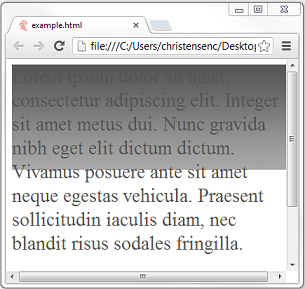 example.html
file:///C:/Users/christensenc/Desktop
Lorem ipsum dolor sit amet,
consectetur adipiscing elit. Integer
sit amet metus dui. Nunc gravida
nibh eget elit dictum dictum.
Vivamus posuere ante sit amet
neque egestas vehicula. Praesent
sollicitudin iaculis diam, nec
blandit risus sodales fringilla.